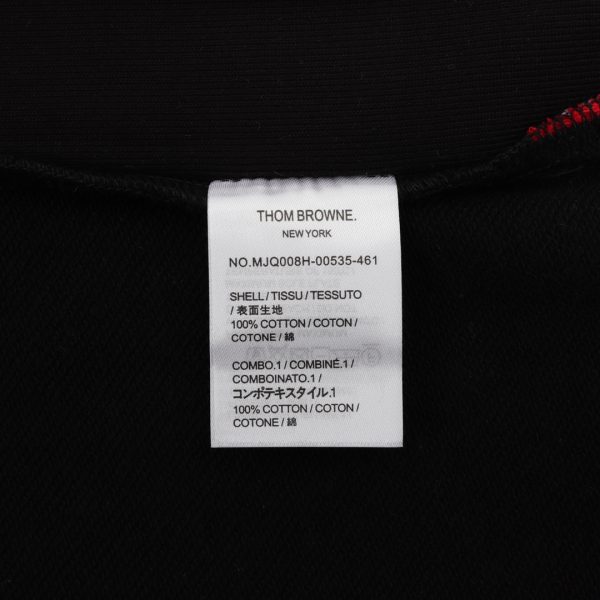 THOM BROWNE.
NEW YORK
NO.MJQ008H-00535-461
SHELL / TISSU / TESSUTO
/ 表面生地
100% COTTON / COTON /
COTONE / 綿
COMBO.1 / COMBINÉ.1 /
COMBOINATO.1 /
コンポテキスタイル.1
100% COTTON / COTON /
COTONE / 綿